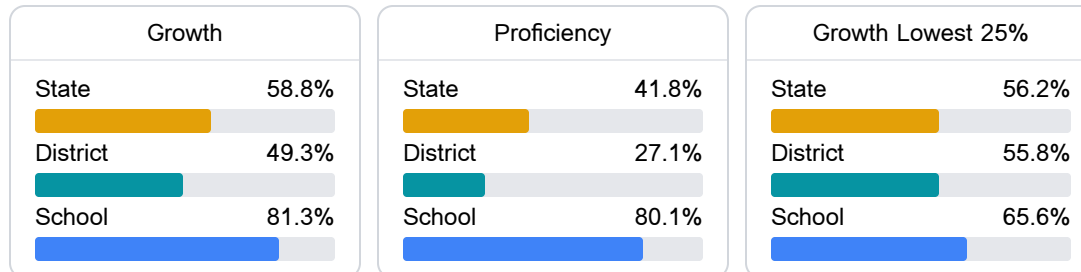 Growth
State 58.8%
District 49.3%
School 81.3%
Proficiency
State 41.8%
District 27.1%
School 80.1%
Growth Lowest 25%
State 56.2%
District 55.8%
School 65.6%